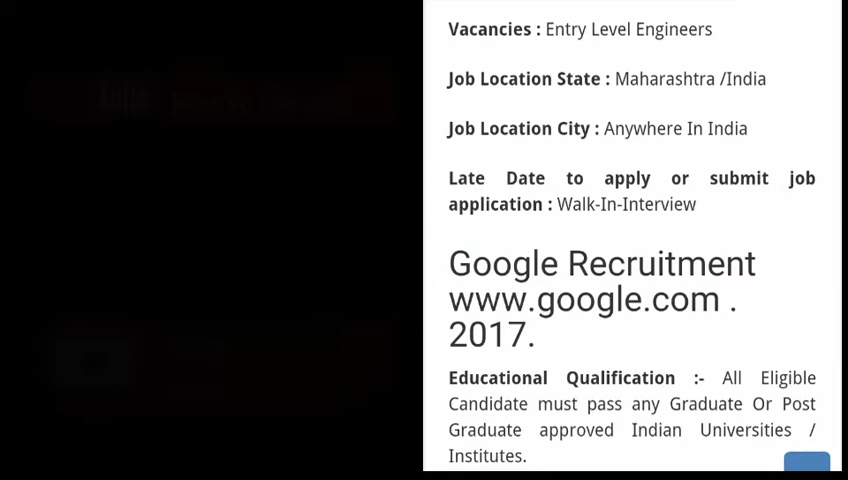 Vacancies : Entry Level Engineers
Job Location State : Maharashtra /India
Job Location City : Anywhere In India
Late Date to apply or submit job
application : Walk-In-Interview
Google Recruitment
www.google.com .
2017.
Educational Qualification :- All Eligible
Candidate must pass any Graduate Or Post
Graduate approved Indian Universities /
Institutes.